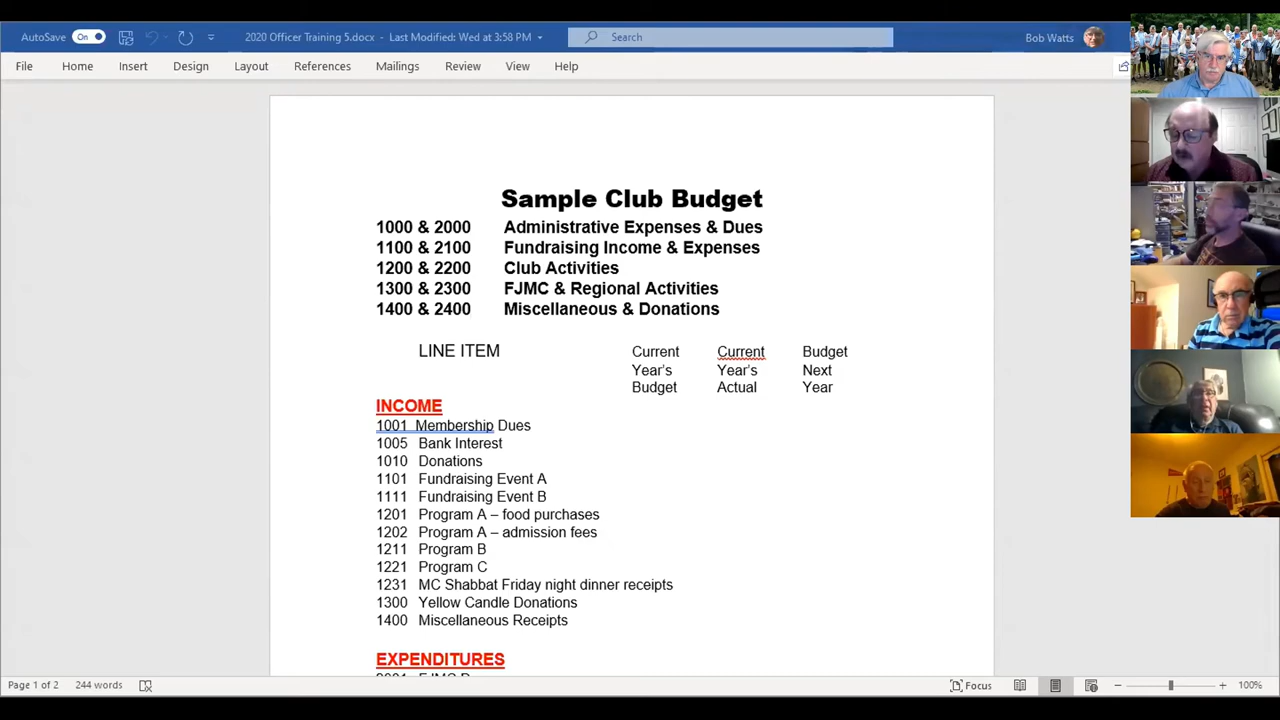 AutoSave On 2020 Officer Training 5.docx - Last Modified: Wed at 3:58 PM Search Bob Watts
File Home Insert Design Layout References Mailings Review View Help
Sample Club Budget
1000 & 2000 Administrative Expenses & Dues
1100 & 2100 Fundraising Income & Expenses
1200 & 2200 Club Activities
1300 & 2300 FJMC & Regional Activities
1400 & 2400 Miscellaneous & Donations
LINE ITEM Current Current Budget
Year's Year's Next
Budget Actual Year
INCOME
1001 Membership Dues
1005 Bank Interest
1010 Donations
1101 Fundraising Event A
1111 Fundraising Event B
1201 Program A – food purchases
1202 Program A – admission fees
1211 Program B
1221 Program C
1231 MC Shabbat Friday night dinner receipts
1300 Yellow Candle Donations
1400 Miscellaneous Receipts
EXPENDITURES
Page 1 of 2 244 words Focus 100%